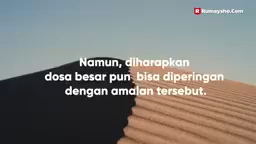 Rumaysho.Com
Namun, diharapkan
dosa besar pun bisa diperingan
dengan amalan tersebut.